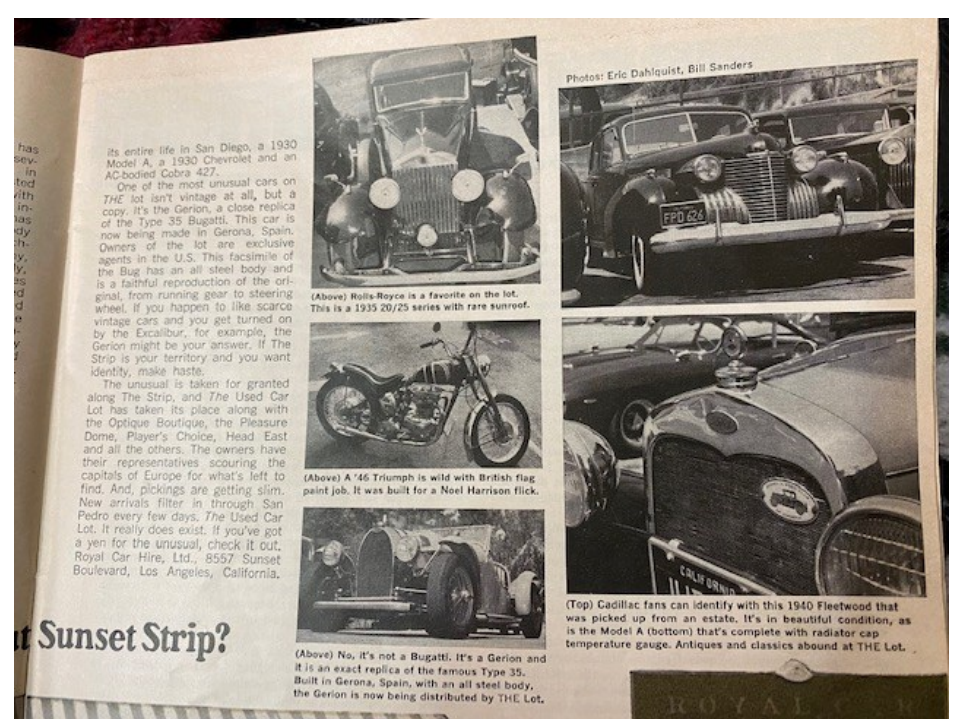 has
sev-
in
ted
ith
in-
has
dy
ch-
y,
ly,
es
ed
d
e
-
y
d
its entire life in San Diego, a 1930
Model A, a 1930 Chevrolet and an
AC-bodied Cobra 427.
One of the most unusual cars on
THE lot isn't vintage at all, but a
copy. It's the Gerion, a close replica
of the Type 35 Bugatti. This car is
now being made in Gerona, Spain.
Owners of the lot are exclusive
agents in the U.S. This facsimile of
the Bug has an all steel body and
is a faithful reproduction of the ori-
ginal, from running gear to steering
wheel. If you happen to like scarce
vintage cars and you get turned on
by the Excalibur, for example, the
Gerion might be your answer. If The
Strip is your territory and you want
identity, make haste.
The unusual is taken for granted
along The Strip, and The Used Car
Lot has taken its place along with
the Optique Boutique, the Pleasure
Dome, Player's Choice, Head East
and all the others. The owners have
their representatives scouring the
capitals of Europe for what's left to
find. And, pickings are getting slim.
New arrivals filter in through San
Pedro every few days. The Used Car
Lot. It really does exist. If you've got
a yen for the unusual, check it out.
Royal Car Hire, Ltd., 8557 Sunset
Boulevard, Los Angeles, California.
Sunset Strip?
(Above) Rolls-Royce is a favorite on the lot.
This is a 1935 20/25 series with rare sunroof.
(Above) A '46 Triumph is wild with British flag
paint job. It was built for a Noel Harrison flick.
(Above) No, it's not a Bugatti. It's a Gerion and
it is an exact replica of the famous Type 35.
Built in Gerona, Spain, with an all steel body,
the Gerion is now being distributed by THE Lot.
Photos: Eric Dahlquist, Bill Sanders
FPD 626
CALIFORNIA
(Top) Cadillac fans can identify with this 1940 Fleetwood that
was picked up from an estate. It's in beautiful condition, as
is the Model A (bottom) that's complete with radiator cap
temperature gauge. Antiques and classics abound at THE Lot.
ROYAL CAR